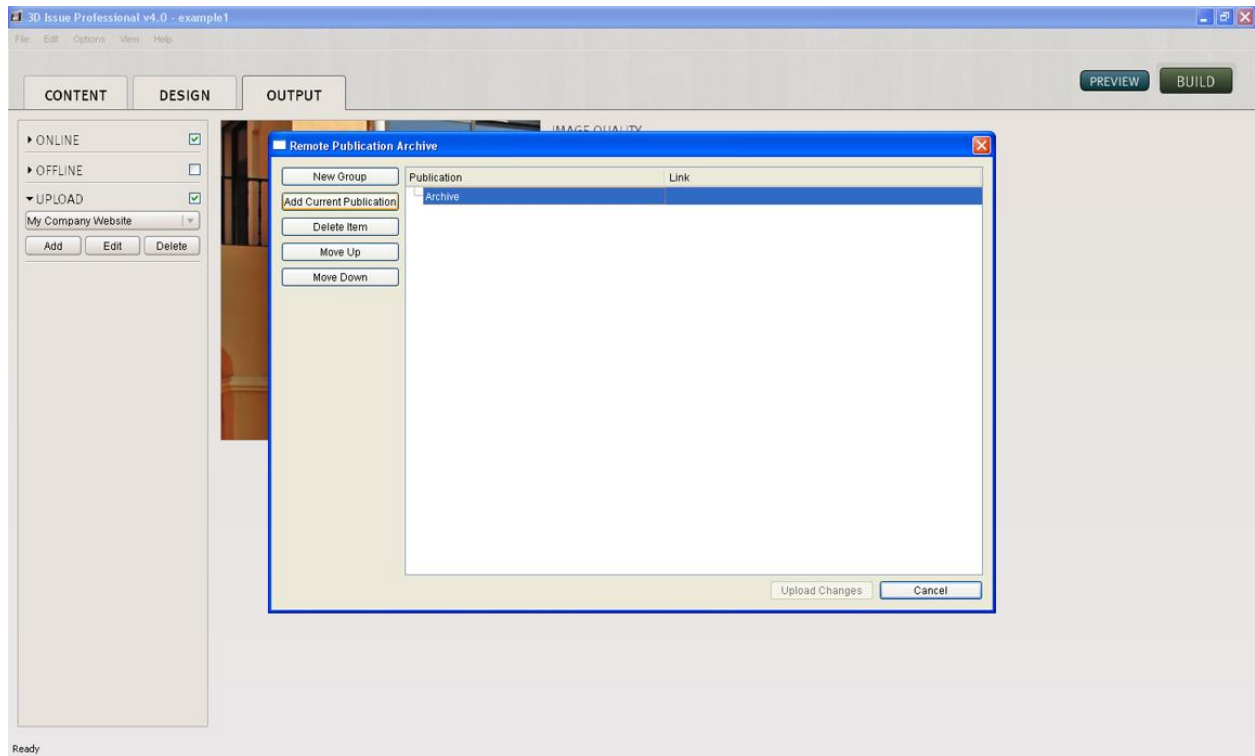 3D Issue Professional v4.0 - example1
File Edit Options View Help
CONTENT DESIGN OUTPUT
PREVIEW BUILD
ONLINE
OFFLINE
UPLOAD
My Company Website
Add Edit Delete
IMAGE QUALITY
Remote Publication Archive
New Group
Add Current Publication
Delete Item
Move Up
Move Down
Publication Link
Archive
Upload Changes Cancel
Ready